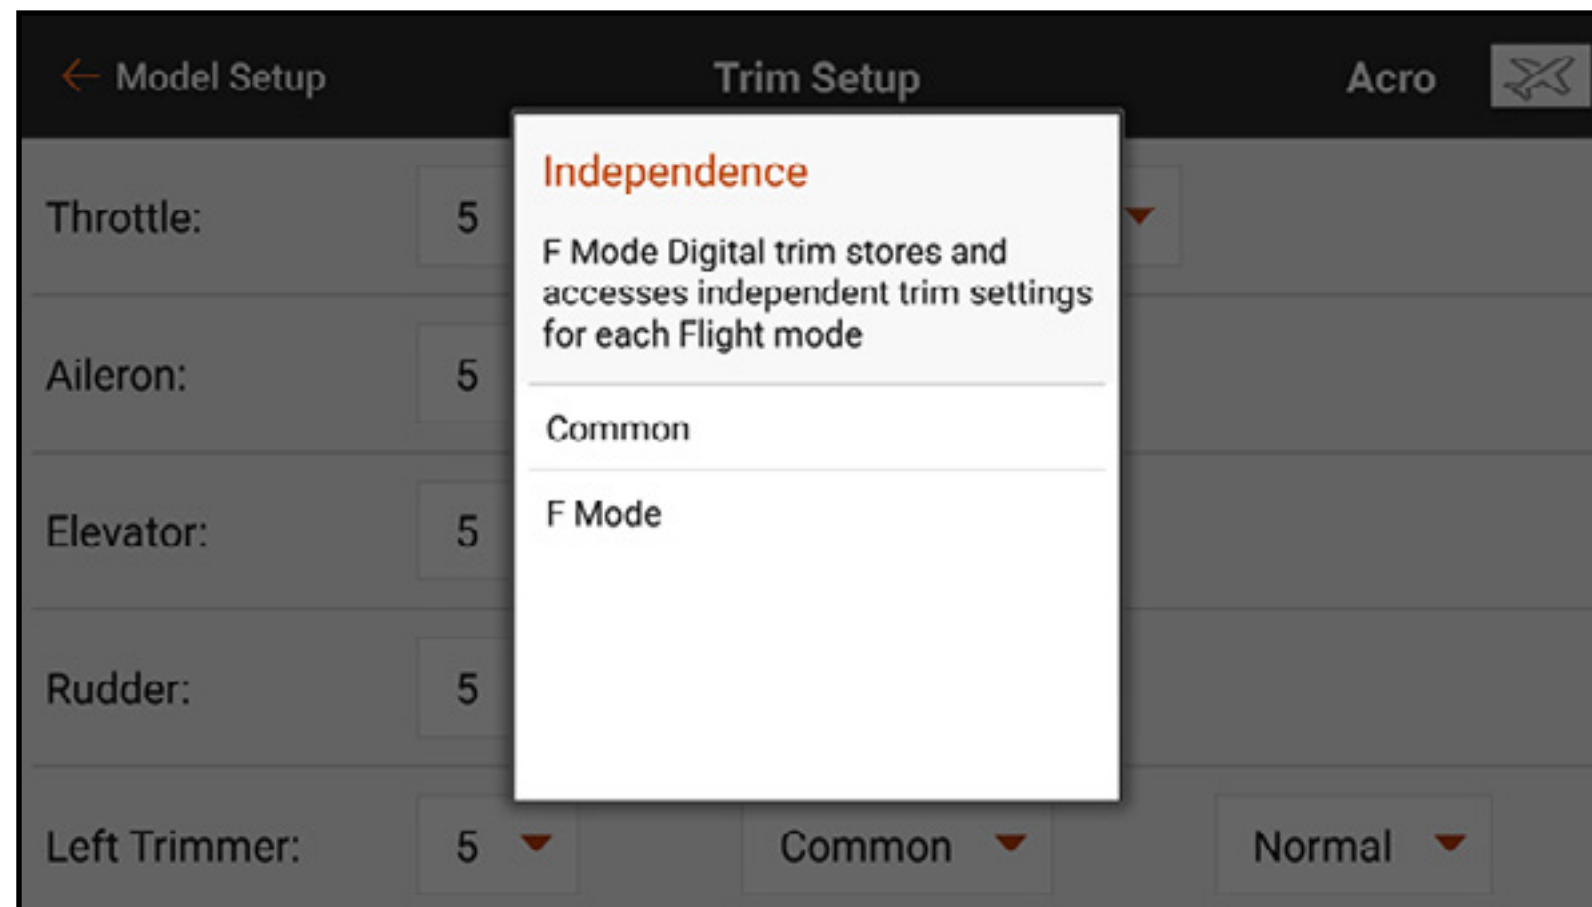 ← Model Setup
Trim Setup
Acro
Independence
F Mode Digital trim stores and
accesses independent trim settings
for each Flight mode
Common
F Mode
Throttle: 5
Aileron: 5
Elevator: 5
Rudder: 5
Left Trimmer: 5 Common Normal